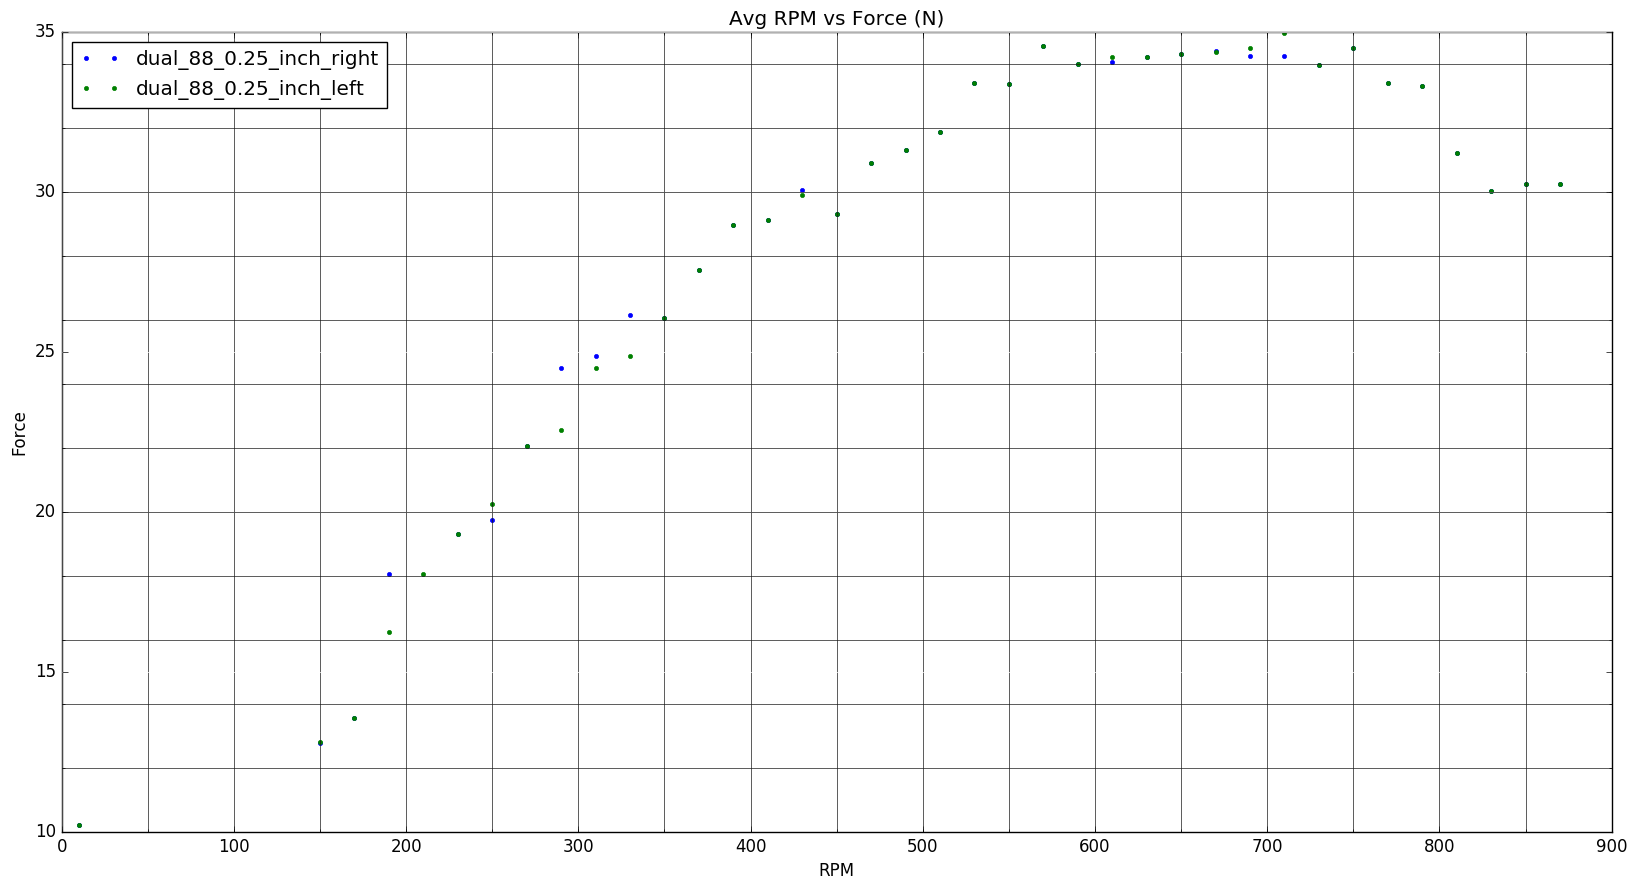 Avg RPM vs Force (N)
dual_88_0.25_inch_right
dual_88_0.25_inch_left
35
30
25
20
15
10
Force
0 100 200 300 400 500 600 700 800 900
RPM